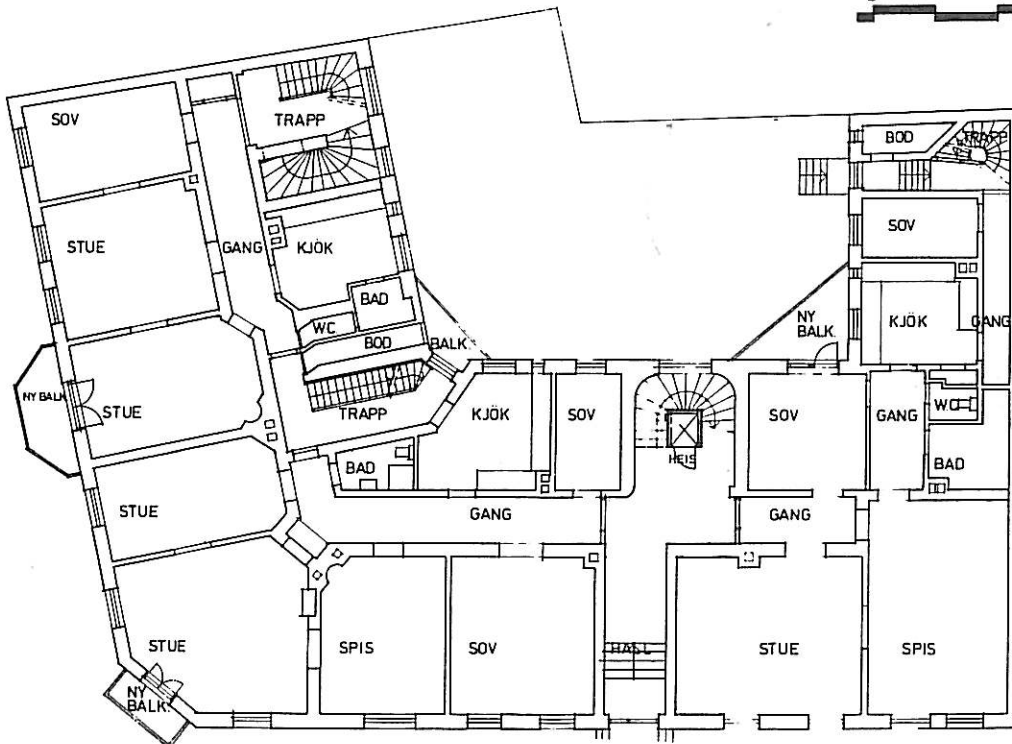 SOV
TRAPP
BOD
TRAPP
STUE
GANG
KJÖK
SOV
BAD
WC
BOD
BALK.
NY
BALK.
KJÖK
GANG
NY BALK.
STUE
TRAPP
KJÖK
SOV
HEIS
SOV
GANG
WC
BAD
BAD
STUE
GANG
GANG
STUE
SPIS
SOV
HALL
STUE
SPIS
NY
BALK.